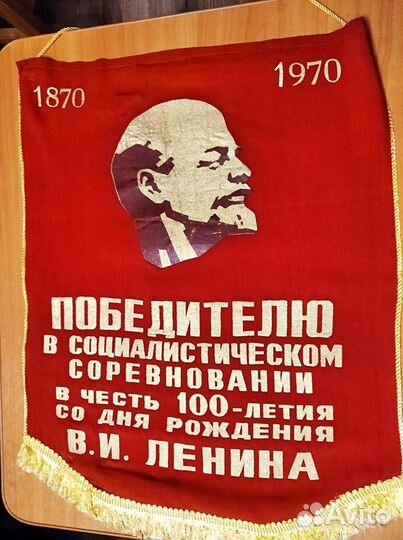 1870 1970
ПОБЕДИТЕЛЮ
В СОЦИАЛИСТИЧЕСКОМ
СОРЕВНОВАНИИ
В ЧЕСТЬ 100-ЛЕТИЯ
СО ДНЯ РОЖДЕНИЯ
В.И. ЛЕНИНА
Avito